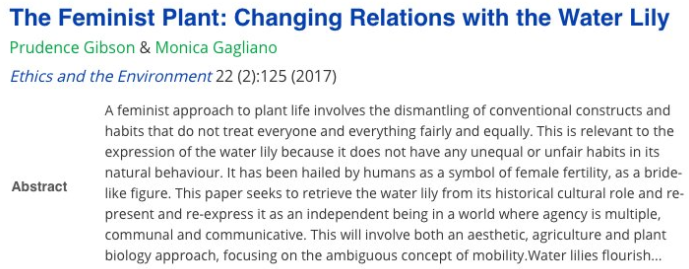 The Feminist Plant: Changing Relations with the Water Lily
Prudence Gibson & Monica Gagliano
Ethics and the Environment 22 (2):125 (2017)
Abstract
A feminist approach to plant life involves the dismantling of conventional constructs and
habits that do not treat everyone and everything fairly and equally. This is relevant to the
expression of the water lily because it does not have any unequal or unfair habits in its
natural behaviour. It has been hailed by humans as a symbol of female fertility, as a bride-
like figure. This paper seeks to retrieve the water lily from its historical cultural role and re-
present and re-express it as an independent being in a world where agency is multiple,
communal and communicative. This will involve both an aesthetic, agriculture and plant
biology approach, focusing on the ambiguous concept of mobility.Water lilies flourish...